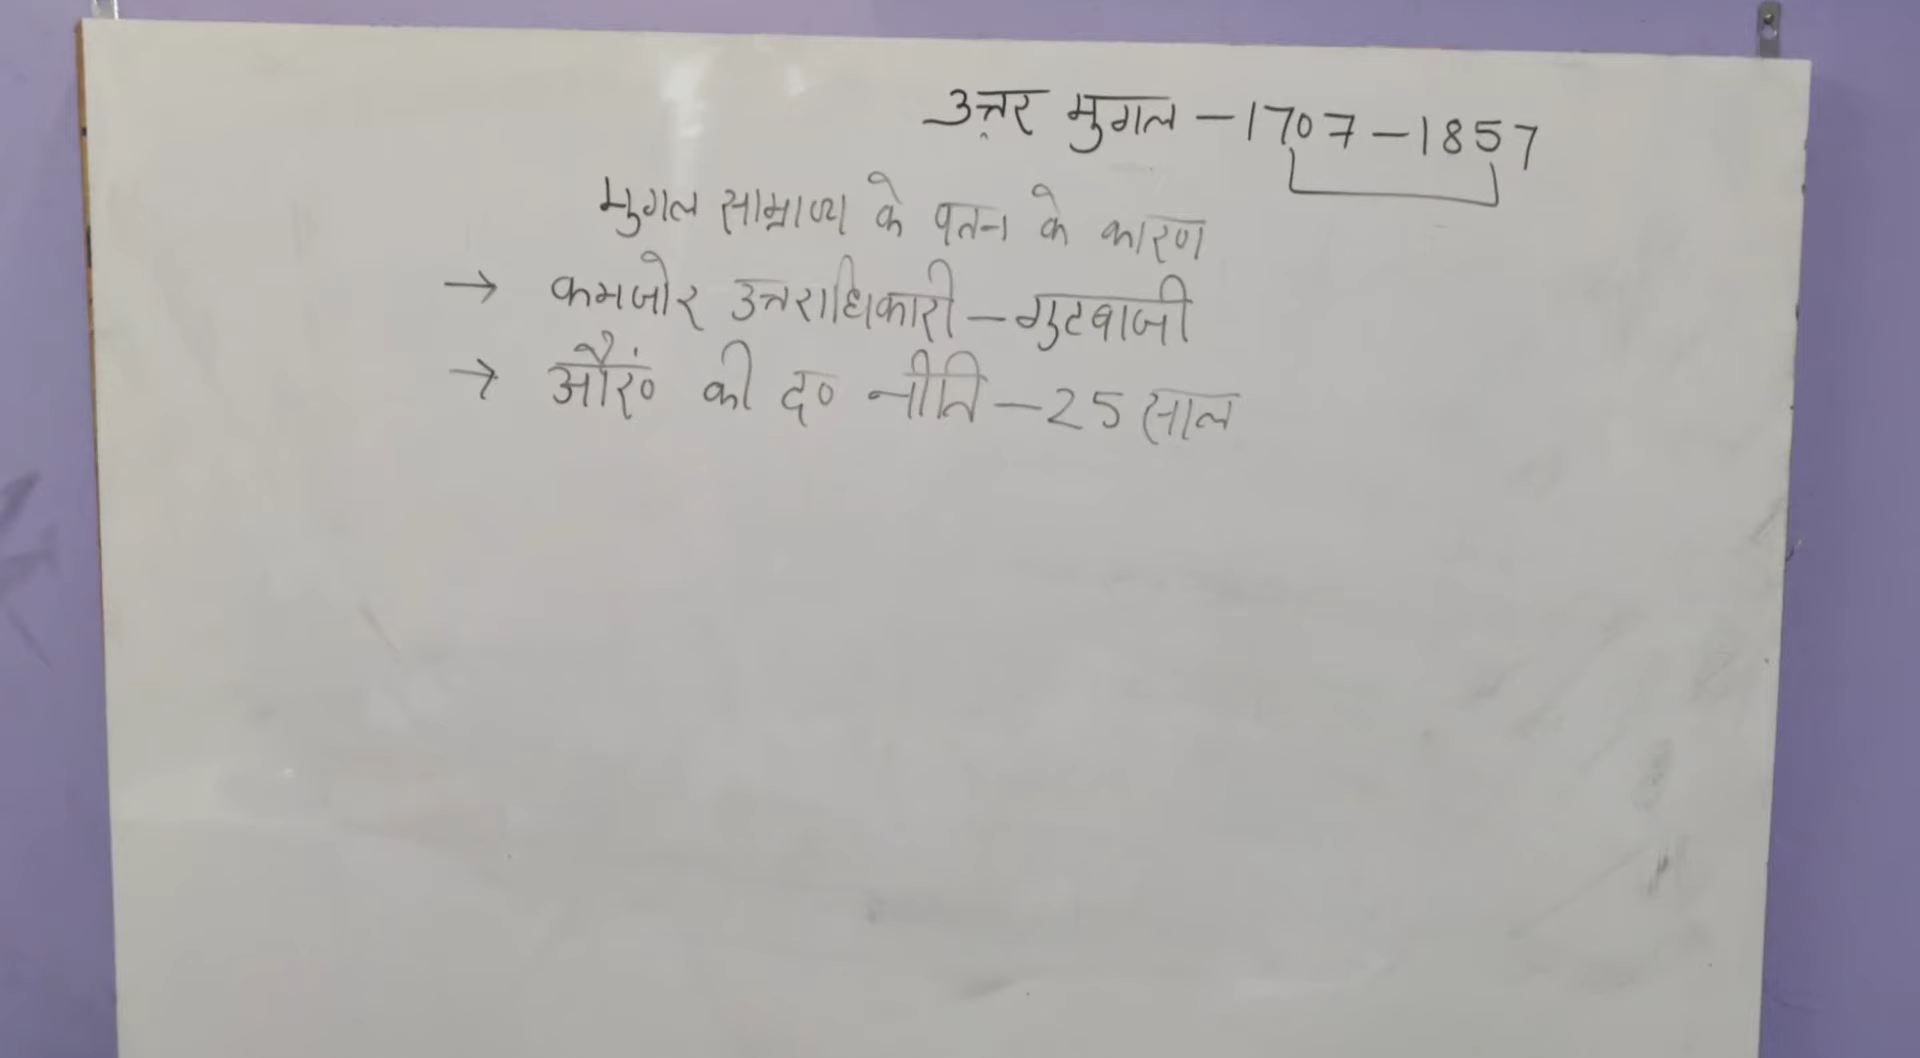 उत्तर मुगल - 1707 - 1857
मुगल साम्राज्य के पतन के कारण
→ कमजोर उत्तराधिकारी - गुटबाजी
→ औरं० की द० नीति - 25 साल